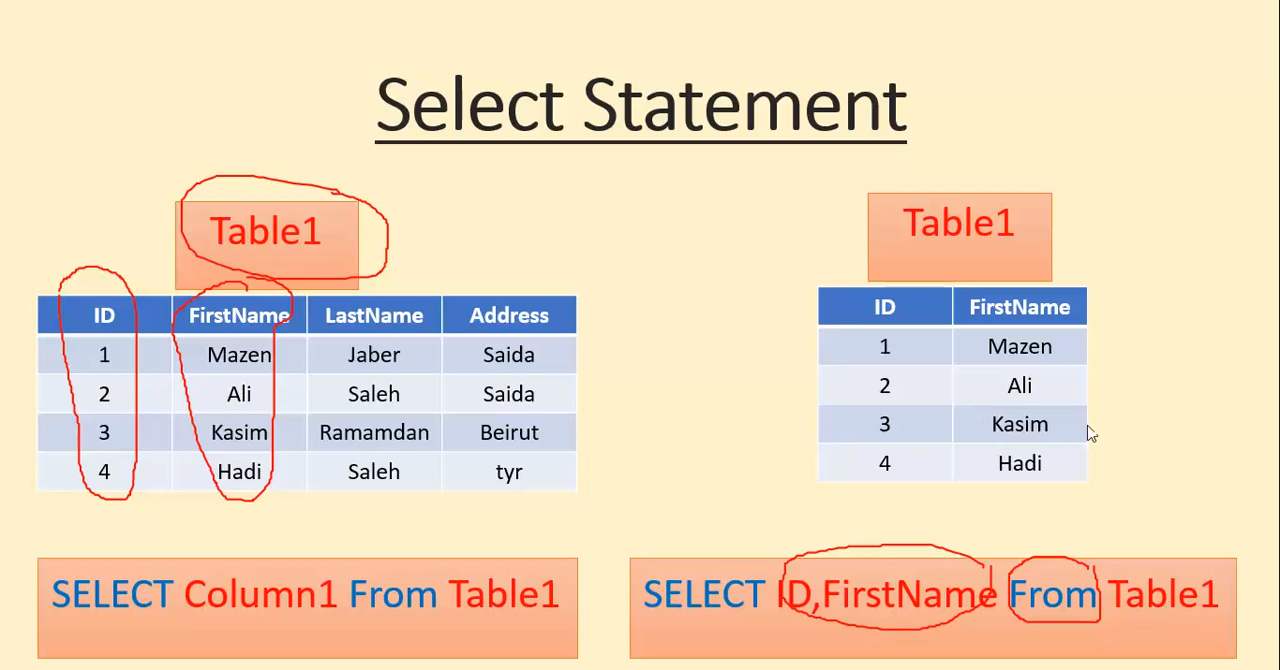 Select Statement
Table1
ID FirstName LastName Address
1 Mazen Jaber Saida
2 Ali Saleh Saida
3 Kasim Ramamdan Beirut
4 Hadi Saleh tyr
SELECT Column1 From Table1
Table1
ID FirstName
1 Mazen
2 Ali
3 Kasim
4 Hadi
SELECT ID,FirstName From Table1